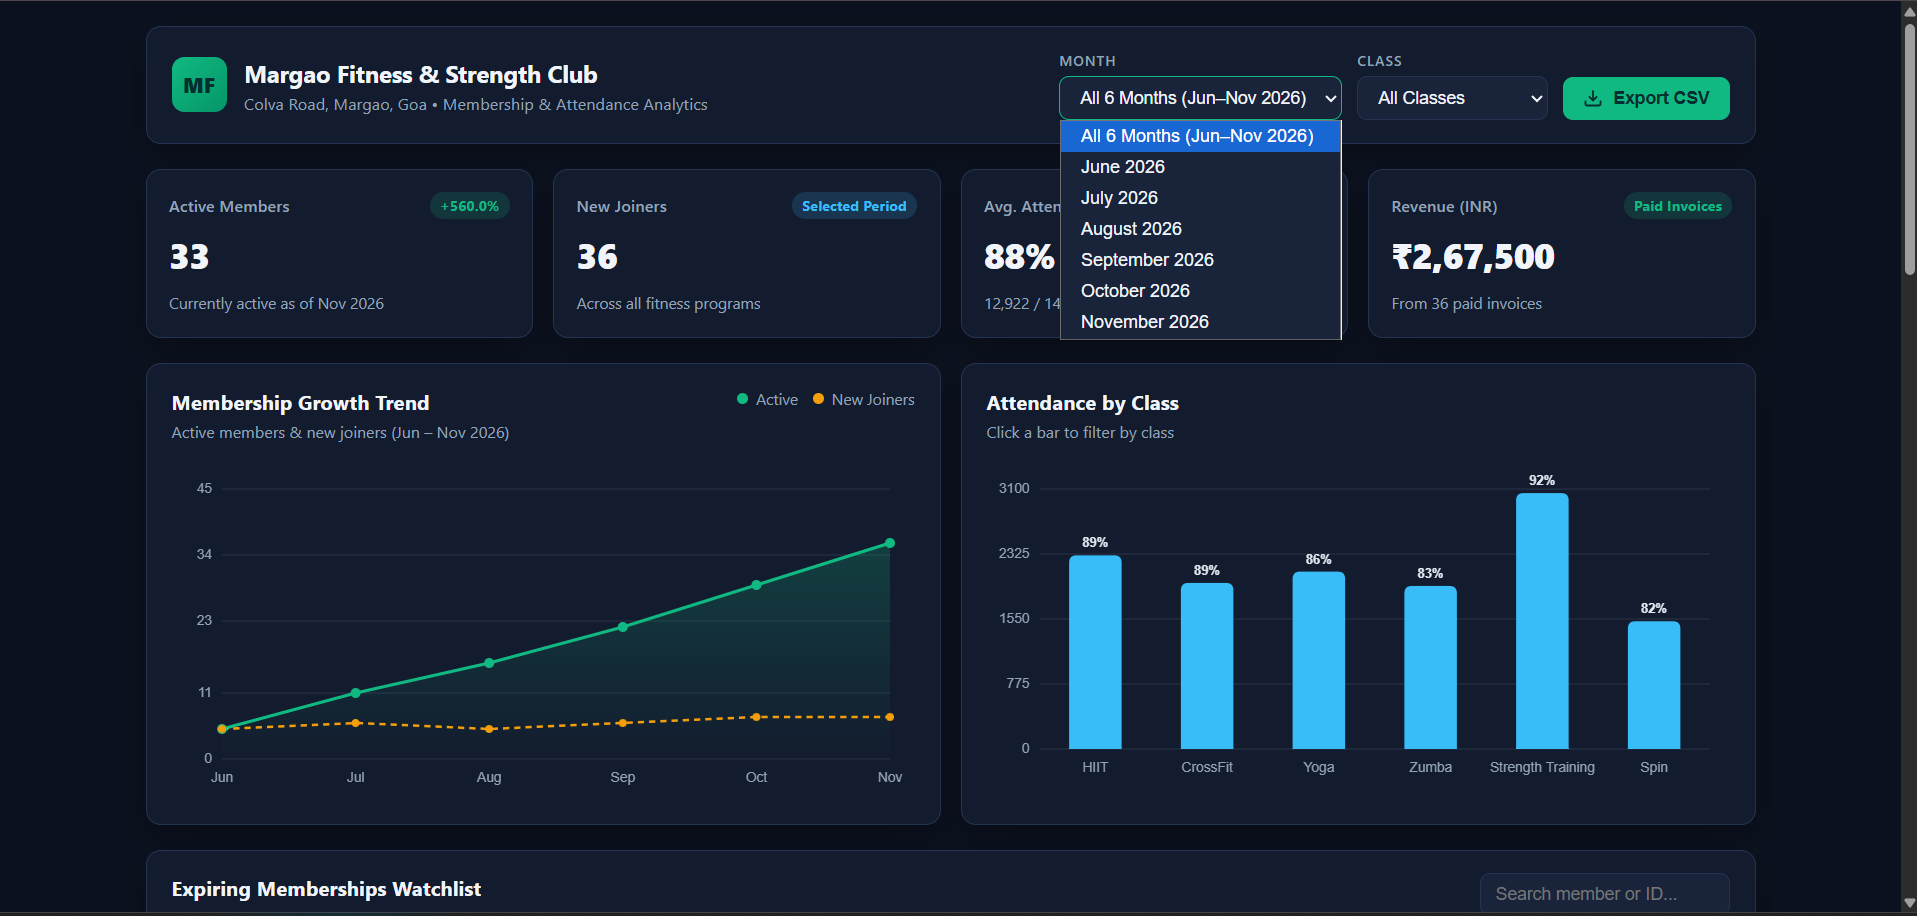 MF
Margao Fitness & Strength Club
Colva Road, Margao, Goa • Membership & Attendance Analytics
MONTH
All 6 Months (Jun–Nov 2026)
CLASS
All Classes
Export CSV
All 6 Months (Jun–Nov 2026)
June 2026
July 2026
August 2026
September 2026
October 2026
November 2026
Active Members
+560.0%
33
Currently active as of Nov 2026
New Joiners
Selected Period
36
Across all fitness programs
Avg. Atten
88%
12,922 / 14
Revenue (INR)
Paid Invoices
₹2,67,500
From 36 paid invoices
Membership Growth Trend
Active members & new joiners (Jun – Nov 2026)
Active
New Joiners
45
34
23
11
0
Jun
Jul
Aug
Sep
Oct
Nov
Attendance by Class
Click a bar to filter by class
3100
2325
1550
775
0
89%
89%
86%
83%
92%
82%
HIIT
CrossFit
Yoga
Zumba
Strength Training
Spin
Expiring Memberships Watchlist
Search member or ID...